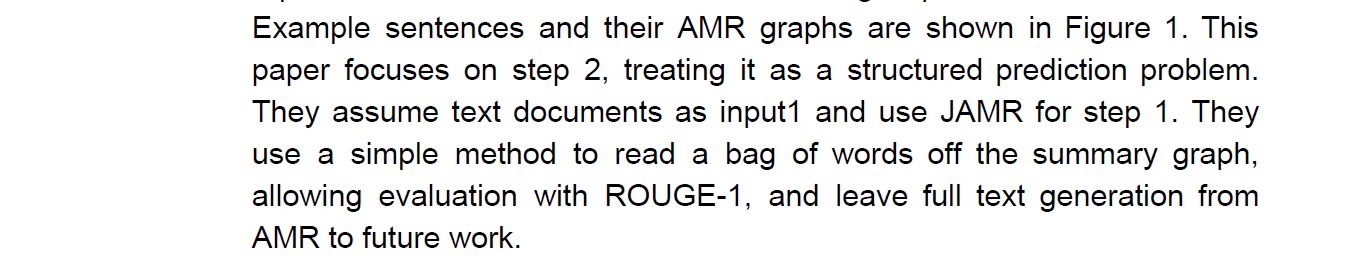 Example sentences and their AMR graphs are shown in Figure 1. This
paper focuses on step 2, treating it as a structured prediction problem.
They assume text documents as input1 and use JAMR for step 1. They
use a simple method to read a bag of words off the summary graph,
allowing evaluation with ROUGE-1, and leave full text generation from
AMR to future work.